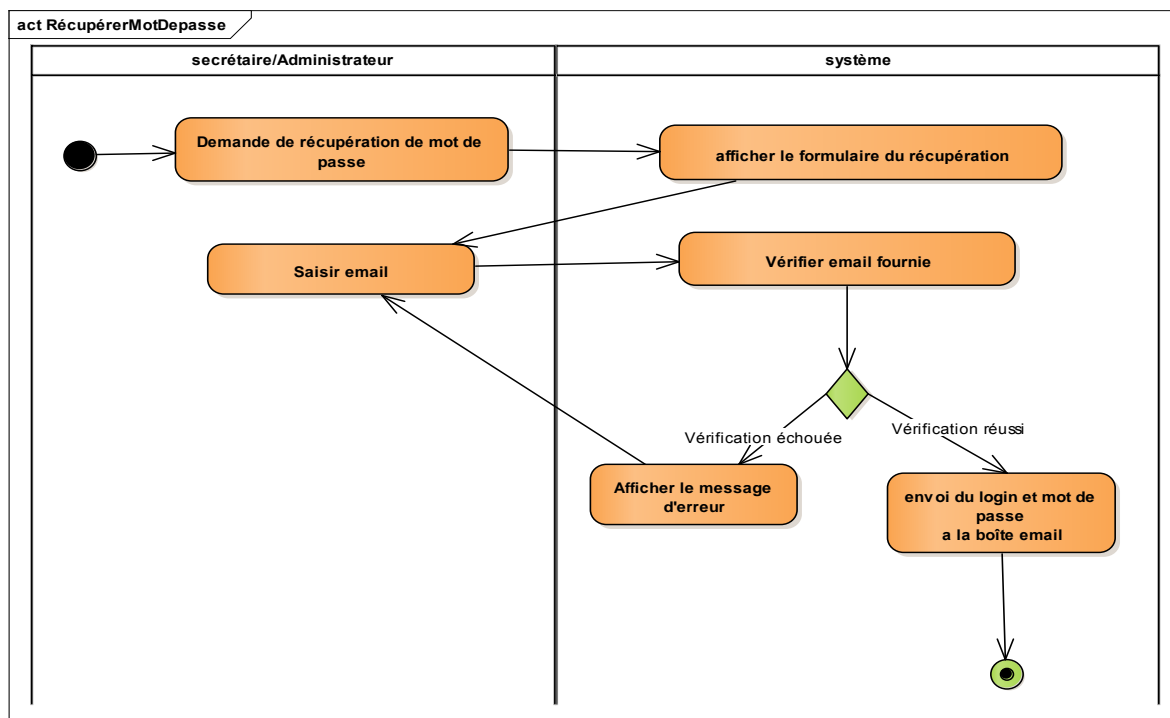 act RécupérerMotDepasse
secrétaire/Administrateur
système
Demande de récupération de mot de
passe
afficher le formulaire du récupération
Saisir email
Vérifier email fournie
Vérification échouée
Vérification réussi
Afficher le message
d'erreur
envoi du login et mot de
passe
a la boîte email